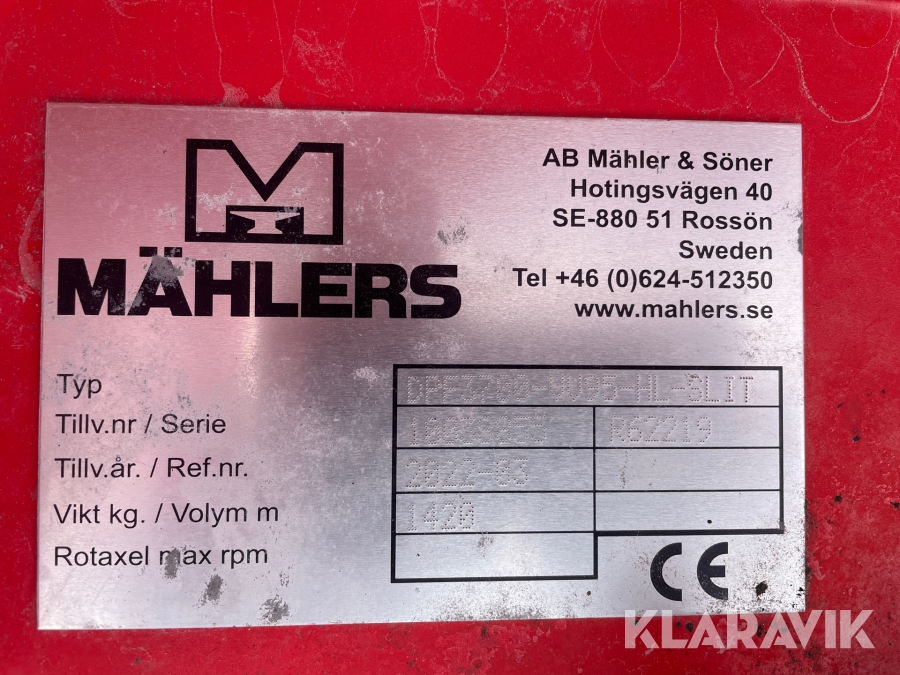 MÄHLERS
AB Mähler & Söner
Hotingsvägen 40
SE-880 51 Rossön
Sweden
Tel +46 (0)624-512350
www.mahlers.se
Typ
Tillv.nr / Serie K62219
Tillv.år. / Ref.nr. 2022-03
Vikt kg. / Volym m 1420
Rotaxel max rpm
CE
KLARAVIK